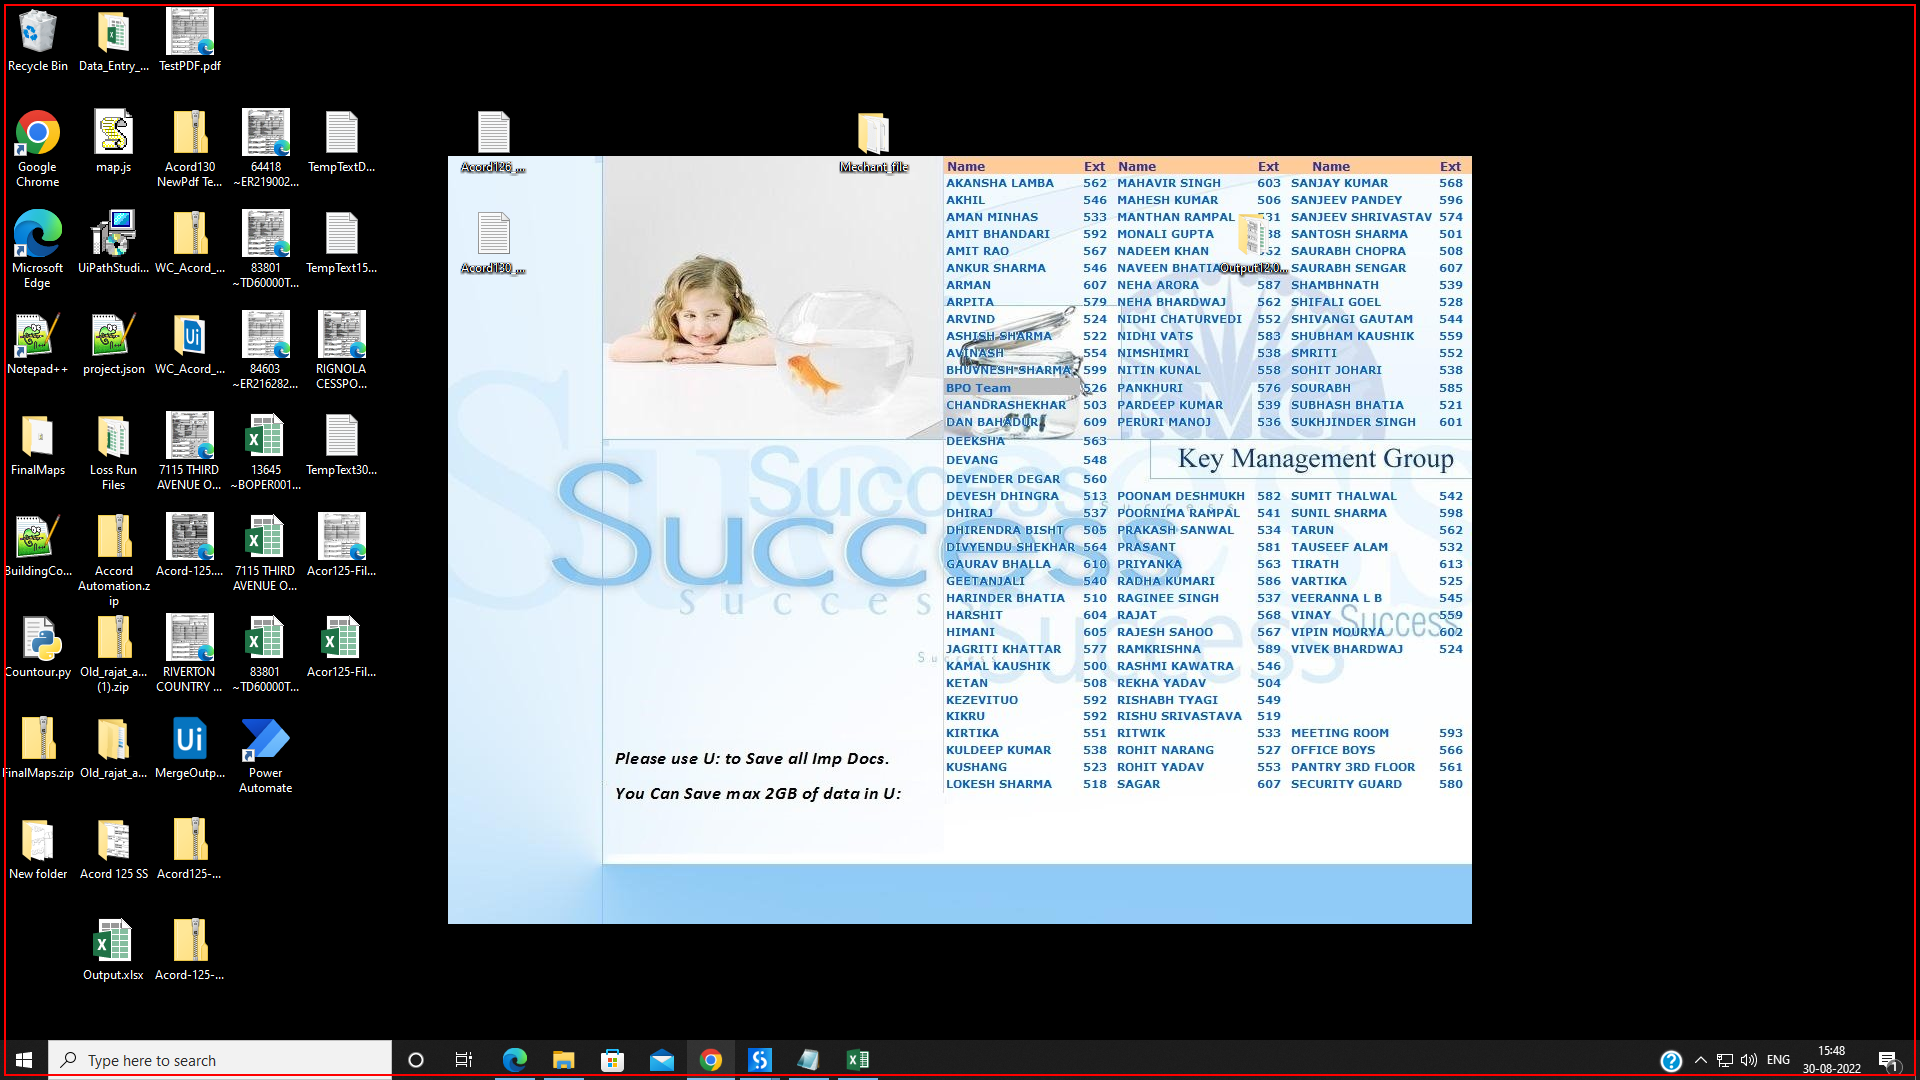 Recycle Bin
Data_Entry_...
TestPDF.pdf
Google
Chrome
map.js
Acord130
NewPdf Te...
64418
~ER219002...
TempTextD...
Acord126_...
Mechant_file
Microsoft
Edge
UiPathStudi...
WC_Acord_...
83801
~TD60000T...
TempText15...
Acord130_...
Output12.0...
Notepad++
project.json
WC_Acord_...
84603
~ER216282...
RIGNOLA
CESSPO...
FinalMaps
Loss Run
Files
7115 THIRD
AVENUE O...
13645
~BOPER001...
TempText30...
BuildingCo...
Accord
Automation.z
ip
Acord-125....
7115 THIRD
AVENUE O...
Acor125-Fil...
Countour.py
Old_rajat_a...
(1).zip
RIVERTON
COUNTRY ...
83801
~TD60000T...
Acor125-Fil...
FinalMaps.zip
Old_rajat_a...
MergeOutp...
Power
Automate
New folder
Acord 125 SS
Acord125-...
Output.xlsx
Acord-125-...
Name Ext Name Ext Name Ext
AKANSHA LAMBA 562 MAHAVIR SINGH 603 SANJAY KUMAR 568
AKHIL 546 MAHESH KUMAR 506 SANJEEV PANDEY 596
AMAN MINHAS 533 MANTHAN RAMPAL SANJEEV SHRIVASTAV 574
AMIT BHANDARI 592 MONALI GUPTA SANTOSH SHARMA 501
AMIT RAO 567 NADEEM KHAN SAURABH CHOPRA 508
ANKUR SHARMA 546 NAVEEN BHATIA SAURABH SENGAR 607
ARMAN 607 NEHA ARORA 587 SHAMBHNATH 539
ARPITA 579 NEHA BHARDWAJ 562 SHIFALI GOEL 528
ARVIND 524 NIDHI CHATURVEDI 552 SHIVANGI GAUTAM 544
ASHISH SHARMA 522 NIDHI VATS 583 SHUBHAM KAUSHIK 559
AVINASH 554 NIMSHIMRI 538 SMRITI 552
BHUVNESH SHARMA 599 NITIN KUNAL 558 SOHIT JOHARI 538
BPO Team 526 PANKHURI 576 SOURABH 585
CHANDRASHEKHAR 503 PARDEEP KUMAR 539 SUBHASH BHATIA 521
DAN BAHADUR 609 PERURI MANOJ 536 SUKHJINDER SINGH 601
DEEKSHA 563
DEVANG 548
Key Management Group
DEVENDER DEGAR 560
DEVESH DHINGRA 513 POONAM DESHMUKH 582 SUMIT THALWAL 542
DHIRAJ 537 POORNIMA RAMPAL 541 SUNIL SHARMA 598
DHIRENDRA BISHT 505 PRAKASH SANWAL 534 TARUN 562
DIVYENDU SHEKHAR 564 PRASANT 581 TAUSEEF ALAM 532
GAURAV BHALLA 610 PRIYANKA 563 TIRATH 613
GEETANJALI 540 RADHA KUMARI 586 VARTIKA 525
HARINDER BHATIA 510 RAGINEE SINGH 537 VEERANNA L B 545
HARSHIT 604 RAJAT 568 VINAY 559
HIMANI 605 RAJESH SAHOO 567 VIPIN MOURYA 602
JAGRITI KHATTAR 577 RAMKRISHNA 589 VIVEK BHARDWAJ 524
KAMAL KAUSHIK 500 RASHMI KAWATRA 546
KETAN 508 REKHA YADAV 504
KEZEVITUO 592 RISHABH TYAGI 549
KIKRU 592 RISHU SRIVASTAVA 519
KIRTIKA 551 RITWIK 533 MEETING ROOM 593
KULDEEP KUMAR 538 ROHIT NARANG 527 OFFICE BOYS 566
KUSHANG 523 ROHIT YADAV 553 PANTRY 3RD FLOOR 561
LOKESH SHARMA 518 SAGAR 607 SECURITY GUARD 580
Success
Success
Success
success
Success
Success
Success
Please use U: to Save all Imp Docs.
You Can Save max 2GB of data in U:
Type here to search
ENG
15:48
30-08-2022
1